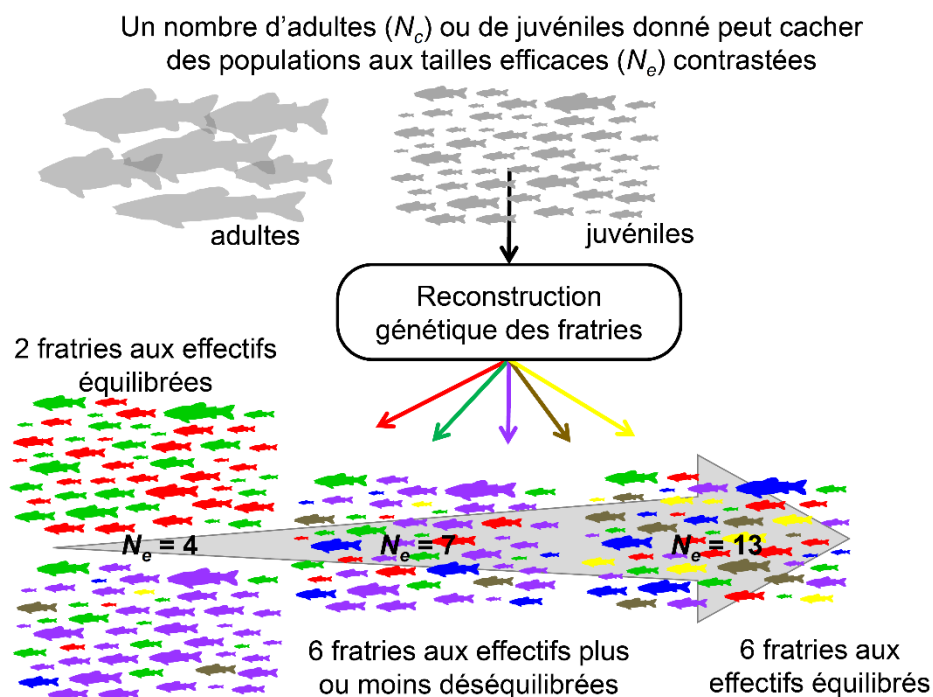 Un nombre d’adultes (Nc) ou de juvéniles donné peut cacher
des populations aux tailles efficaces (Ne) contrastées
adultes
juvéniles
Reconstruction
génétique des fratries
2 fratries aux effectifs
équilibrées
Ne = 4
Ne = 7
Ne = 13
6 fratries aux effectifs plus
ou moins déséquilibrées
6 fratries aux
effectifs équilibrés